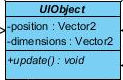 UIObject
-position : Vector2
-dimensions : Vector2
+update() : void